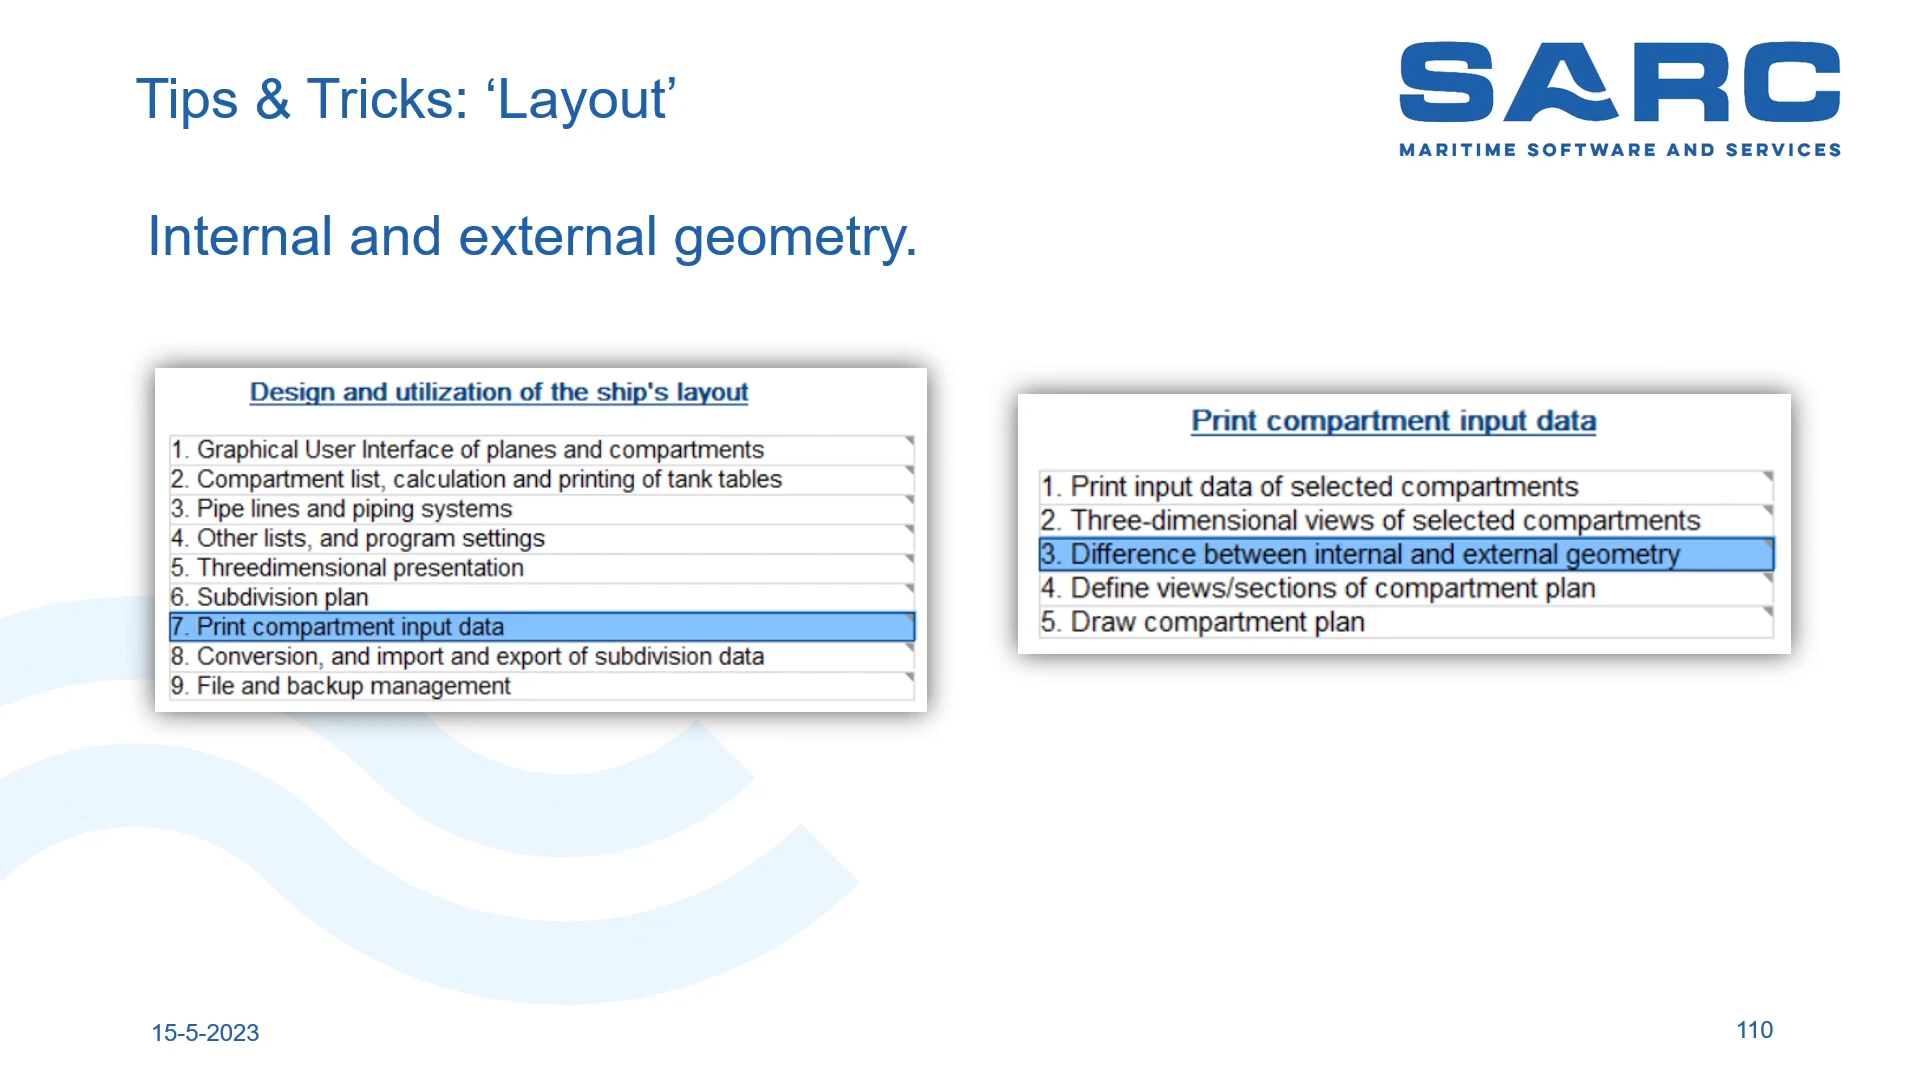 Tips & Tricks: ‘Layout’
SARC
MARITIME SOFTWARE AND SERVICES
Internal and external geometry.
Design and utilization of the ship's layout
1. Graphical User Interface of planes and compartments
2. Compartment list, calculation and printing of tank tables
3. Pipe lines and piping systems
4. Other lists, and program settings
5. Threedimensional presentation
6. Subdivision plan
7. Print compartment input data
8. Conversion, and import and export of subdivision data
9. File and backup management
Print compartment input data
1. Print input data of selected compartments
2. Three-dimensional views of selected compartments
3. Difference between internal and external geometry
4. Define views/sections of compartment plan
5. Draw compartment plan
15-5-2023
110